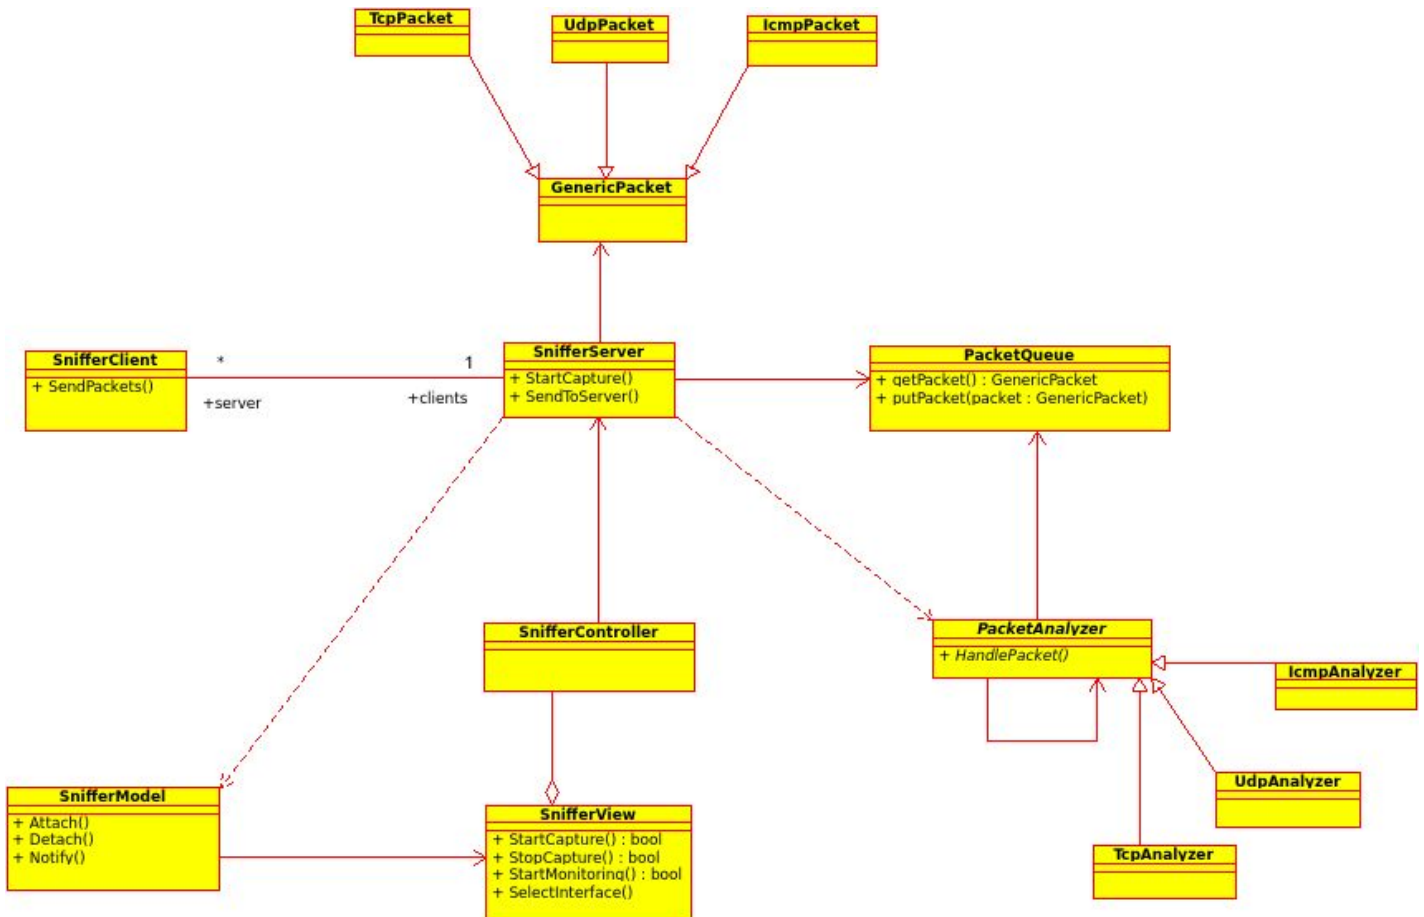 TcpPacket
UdpPacket
IcmpPacket
GenericPacket
SnifferClient
+ SendPackets()
*
+server
1
+clients
SnifferServer
+ StartCapture()
+ SendToServer()
PacketQueue
+ getPacket() : GenericPacket
+ putPacket(packet : GenericPacket)
SnifferController
PacketAnalyzer
+ HandlePacket()
IcmpAnalyzer
UdpAnalyzer
TcpAnalyzer
SnifferModel
+ Attach()
+ Detach()
+ Notify()
SnifferView
+ StartCapture() : bool
+ StopCapture() : bool
+ StartMonitoring() : bool
+ SelectInterface()